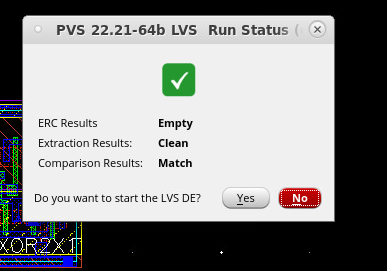 PVS 22.21-64b LVS  Run Status (
ERC Results Empty
Extraction Results: Clean
Comparison Results: Match
Do you want to start the LVS DE? Yes No
XOR2X1